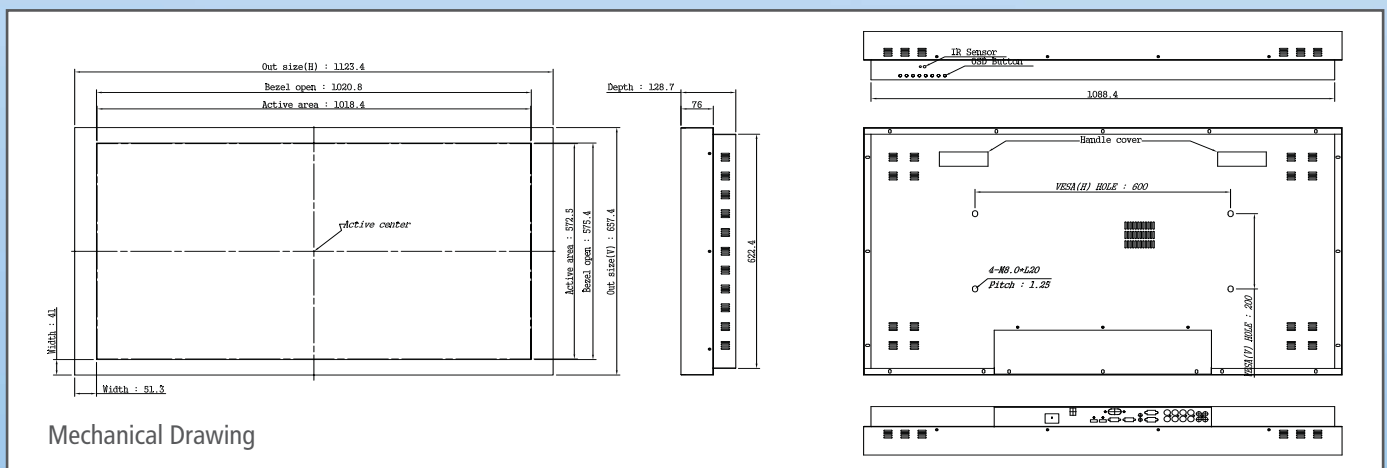 Out size(H) : 1123.4
Bezel open : 1020.8
Active area : 1018.4
Active center
Active area : 572.5
Bezel open : 575.4
Out size(V) : 657.4
Width : 41
Width : 51.3
Depth : 128.7
76
622.4
IR Sensor
OSD Button
1088.4
Handle cover
VESA(H) HOLE : 600
4-M8.0*L20
Pitch : 1.25
VESA(V) HOLE : 200
Mechanical Drawing